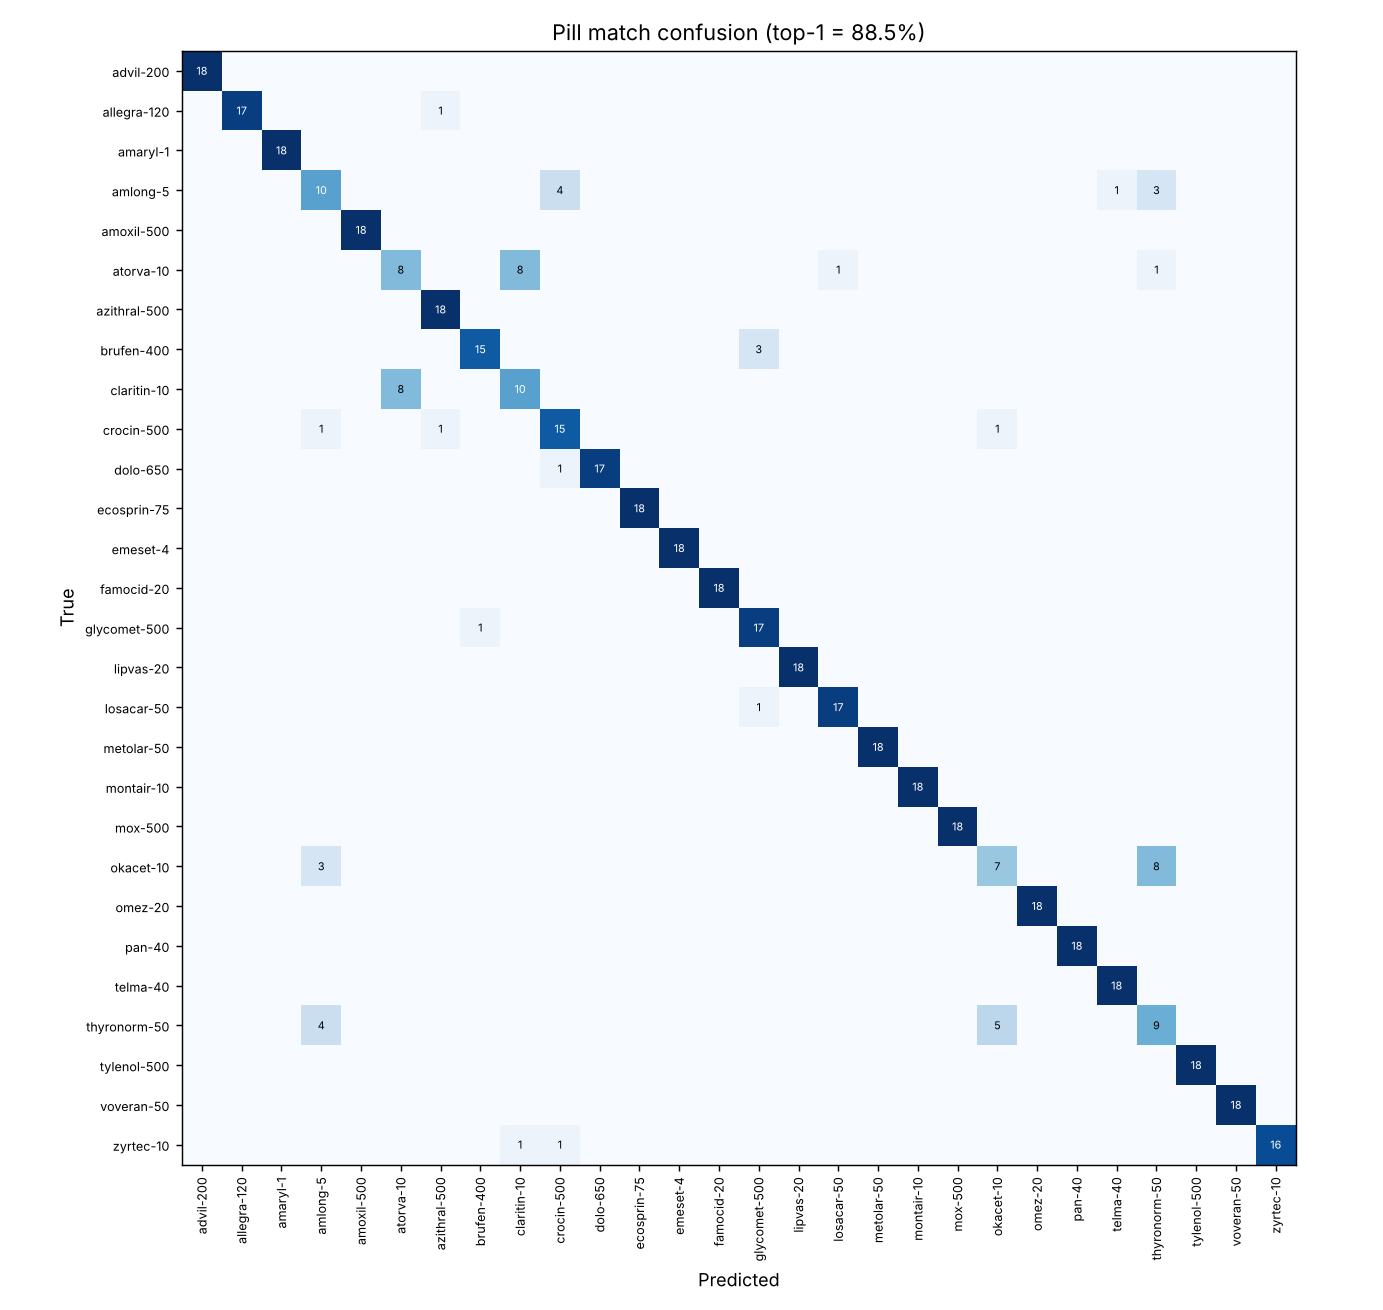 Pill match confusion (top-1 = 88.5%)
advil-200 18
allegra-120 17 1
amaryl-1 18
amlong-5 10 4 1 3
amoxil-500 18
atorva-10 8 8 1 1
azithral-500 18
brufen-400 15 3
claritin-10 8 10
crocin-500 1 1 15 1
dolo-650 1 17
ecosprin-75 18
emeset-4 18
famocid-20 18
glycomet-500 1 17
lipvas-20 18
losacar-50 1 17
metolar-50 18
montair-10 18
mox-500 18
okacet-10 3 7 8
omez-20 18
pan-40 18
telma-40 18
thyronorm-50 4 5 9
tylenol-500 18
voveran-50 18
zyrtec-10 1 1 16
True
advil-200
allegra-120
amaryl-1
amlong-5
amoxil-500
atorva-10
azithral-500
brufen-400
claritin-10
crocin-500
dolo-650
ecosprin-75
emeset-4
famocid-20
glycomet-500
lipvas-20
losacar-50
metolar-50
montair-10
mox-500
okacet-10
omez-20
pan-40
telma-40
thyronorm-50
tylenol-500
voveran-50
zyrtec-10
Predicted